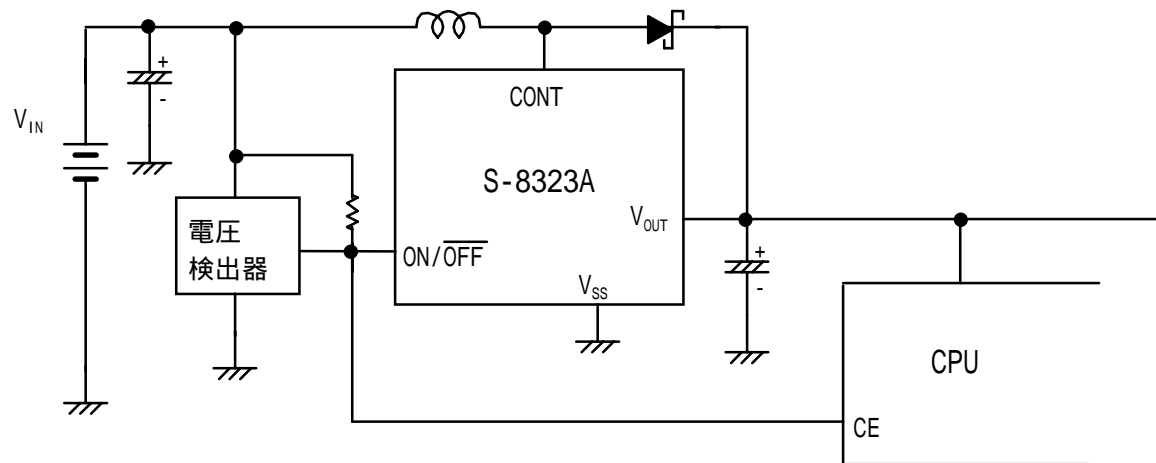 +
-
CONT
V_IN
S-8323A
電圧
検出器
V_OUT
ON/OFF
+
-
V_SS
CPU
CE